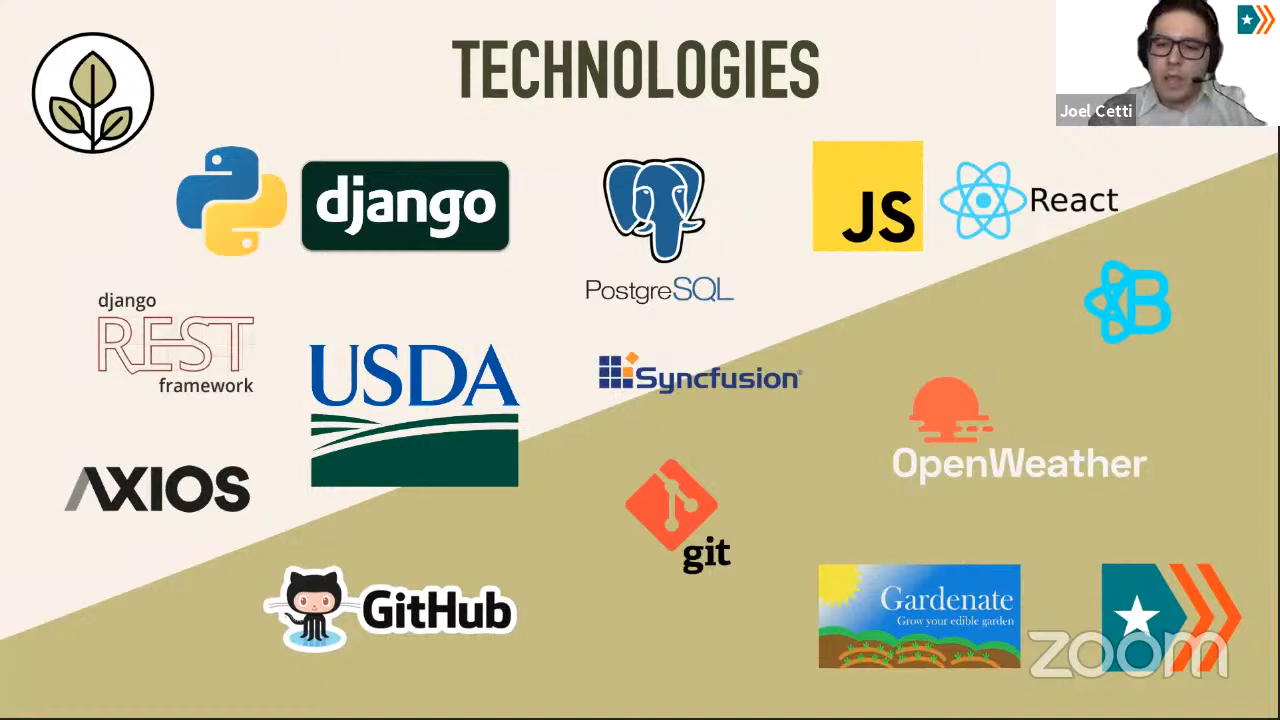 TECHNOLOGIES
Joel Cetti
django
PostgreSQL
JS
React
django
REST
framework
USDA
Syncfusion
B
OpenWeather
AXIOS
git
GitHub
Gardenate
Grow your edible garden
zoom